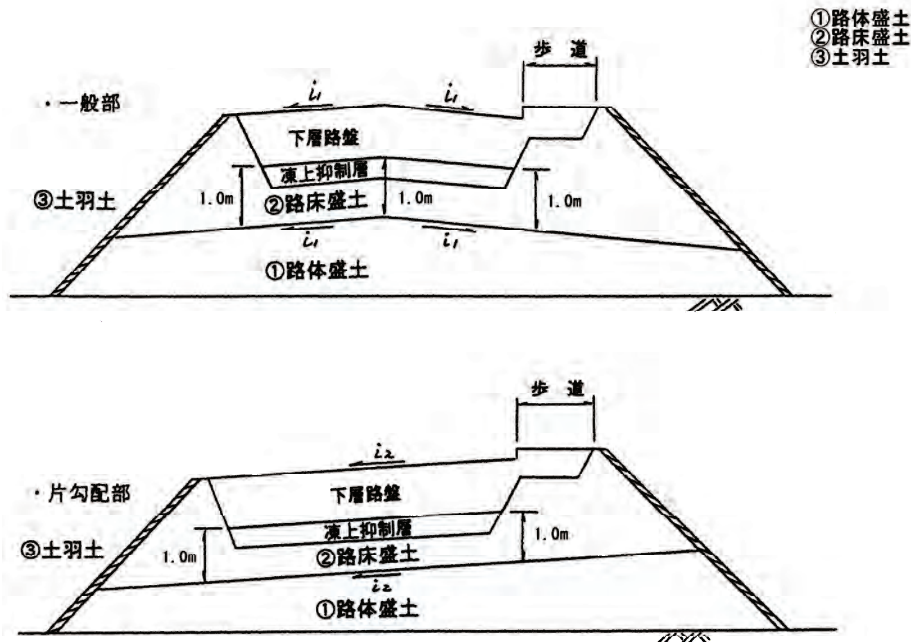 ①路体盛土
②路床盛土
③土羽土
歩 道
・一般部
i₁
i₁
下層路盤
凍上抑制層
③土羽土
1.0m
②路床盛土
1.0m
1.0m
i₁
i₁
①路体盛土
歩 道
i₂
・片勾配部
下層路盤
凍上抑制層
③土羽土
1.0m
②路床盛土
1.0m
i₂
①路体盛土